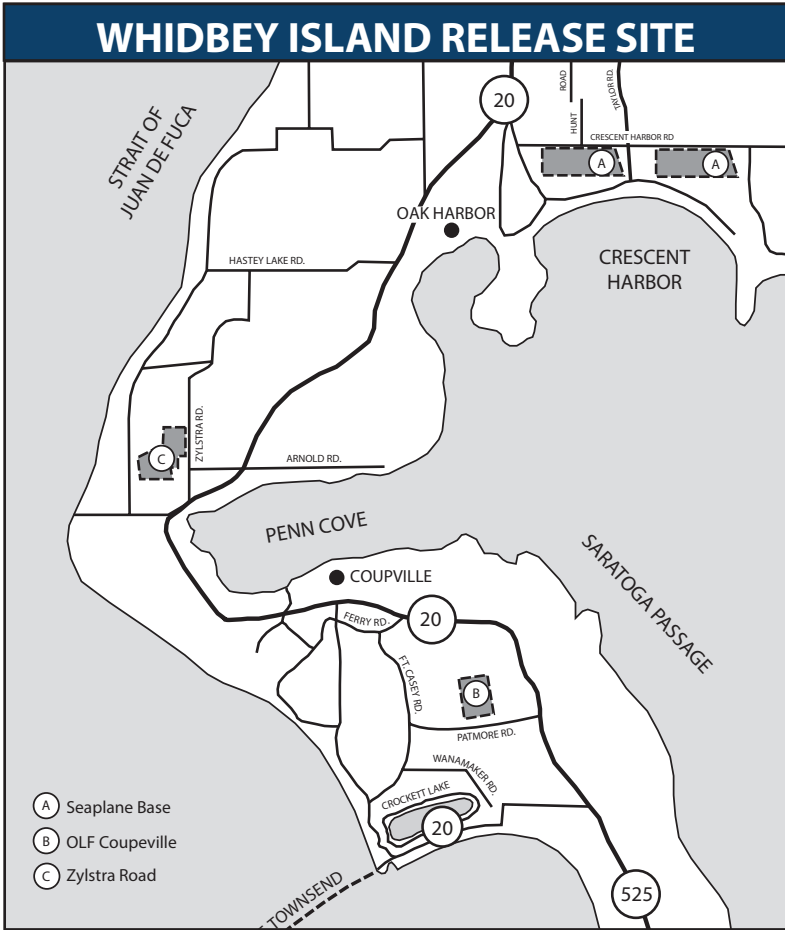 WHIDBEY ISLAND RELEASE SITE
STRAIT OF
JUAN DE FUCA
20
ROAD
HUNT
TAYLOR RD.
CRESCENT HARBOR RD
A
A
OAK HARBOR
CRESCENT
HARBOR
HASTEY LAKE RD.
ZYLSTRA RD.
C
ARNOLD RD.
PENN COVE
SARATOGA PASSAGE
COUPVILLE
FERRY RD.
20
FT. CASEY RD.
B
PATMORE RD.
WANAMAKER RD.
CROCKETT LAKE
20
A Seaplane Base
B OLF Coupeville
C Zylstra Road
TOWNSEND
525